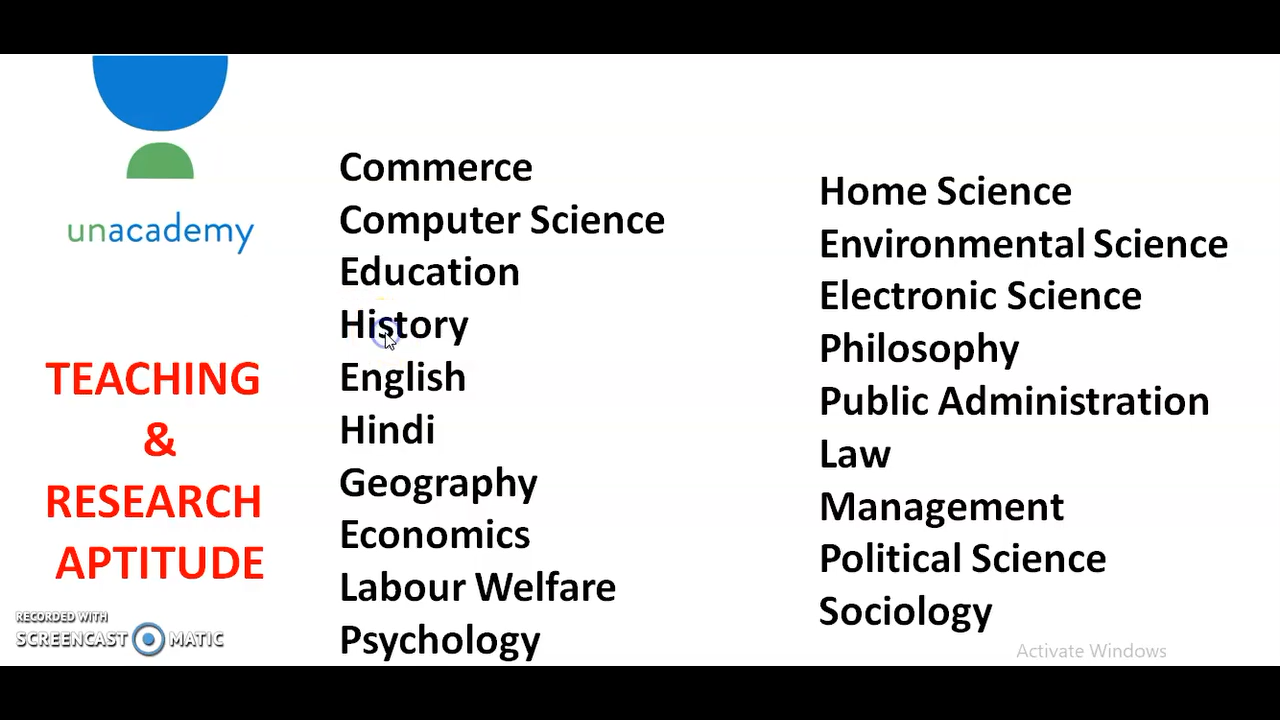 unacademy
TEACHING
&
RESEARCH
APTITUDE
RECORDED WITH
SCREENCAST MATIC
Commerce
Computer Science
Education
History
English
Hindi
Geography
Economics
Labour Welfare
Psychology
Home Science
Environmental Science
Electronic Science
Philosophy
Public Administration
Law
Management
Political Science
Sociology
Activate Windows